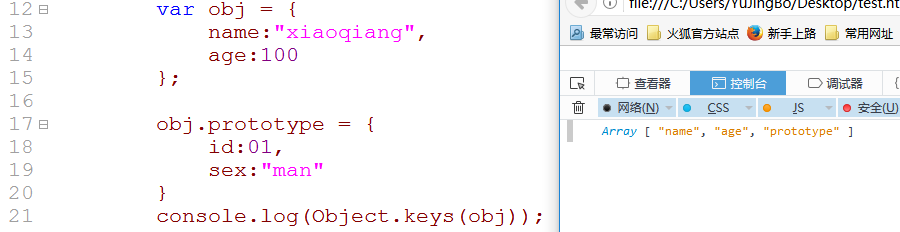 12 var obj = {
13 name:"xiaoqiang",
14 age:100
15 };
16
17 obj.prototype = {
18 id:01,
19 sex:"man"
20 }
21 console.log(Object.keys(obj));
file:///C:/Users/YuJingBo/Desktop/test.ht
最常访问 火狐官方站点 新手上路 常用网址
查看器 控制台 调试器
网络(N) CSS JS 安全(U)
Array [ "name", "age", "prototype" ]